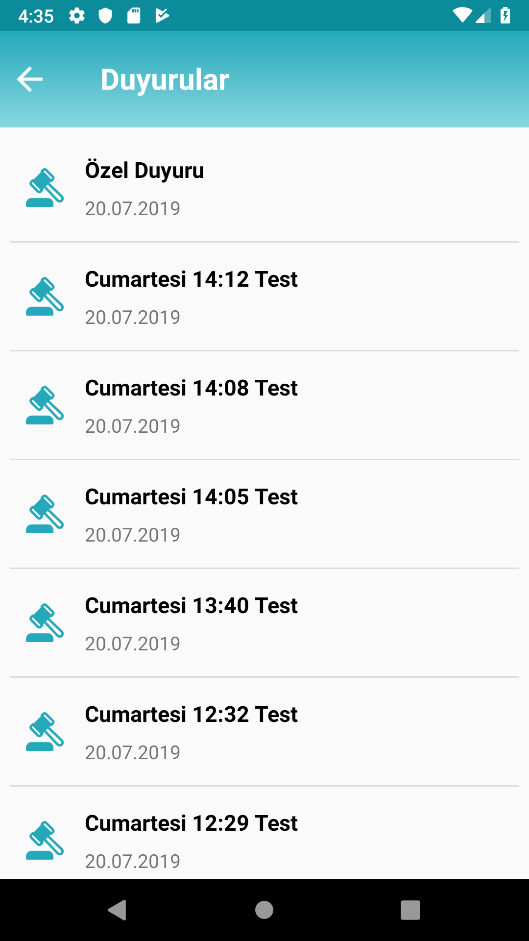 4:35
Duyurular
Özel Duyuru
20.07.2019
Cumartesi 14:12 Test
20.07.2019
Cumartesi 14:08 Test
20.07.2019
Cumartesi 14:05 Test
20.07.2019
Cumartesi 13:40 Test
20.07.2019
Cumartesi 12:32 Test
20.07.2019
Cumartesi 12:29 Test
20.07.2019